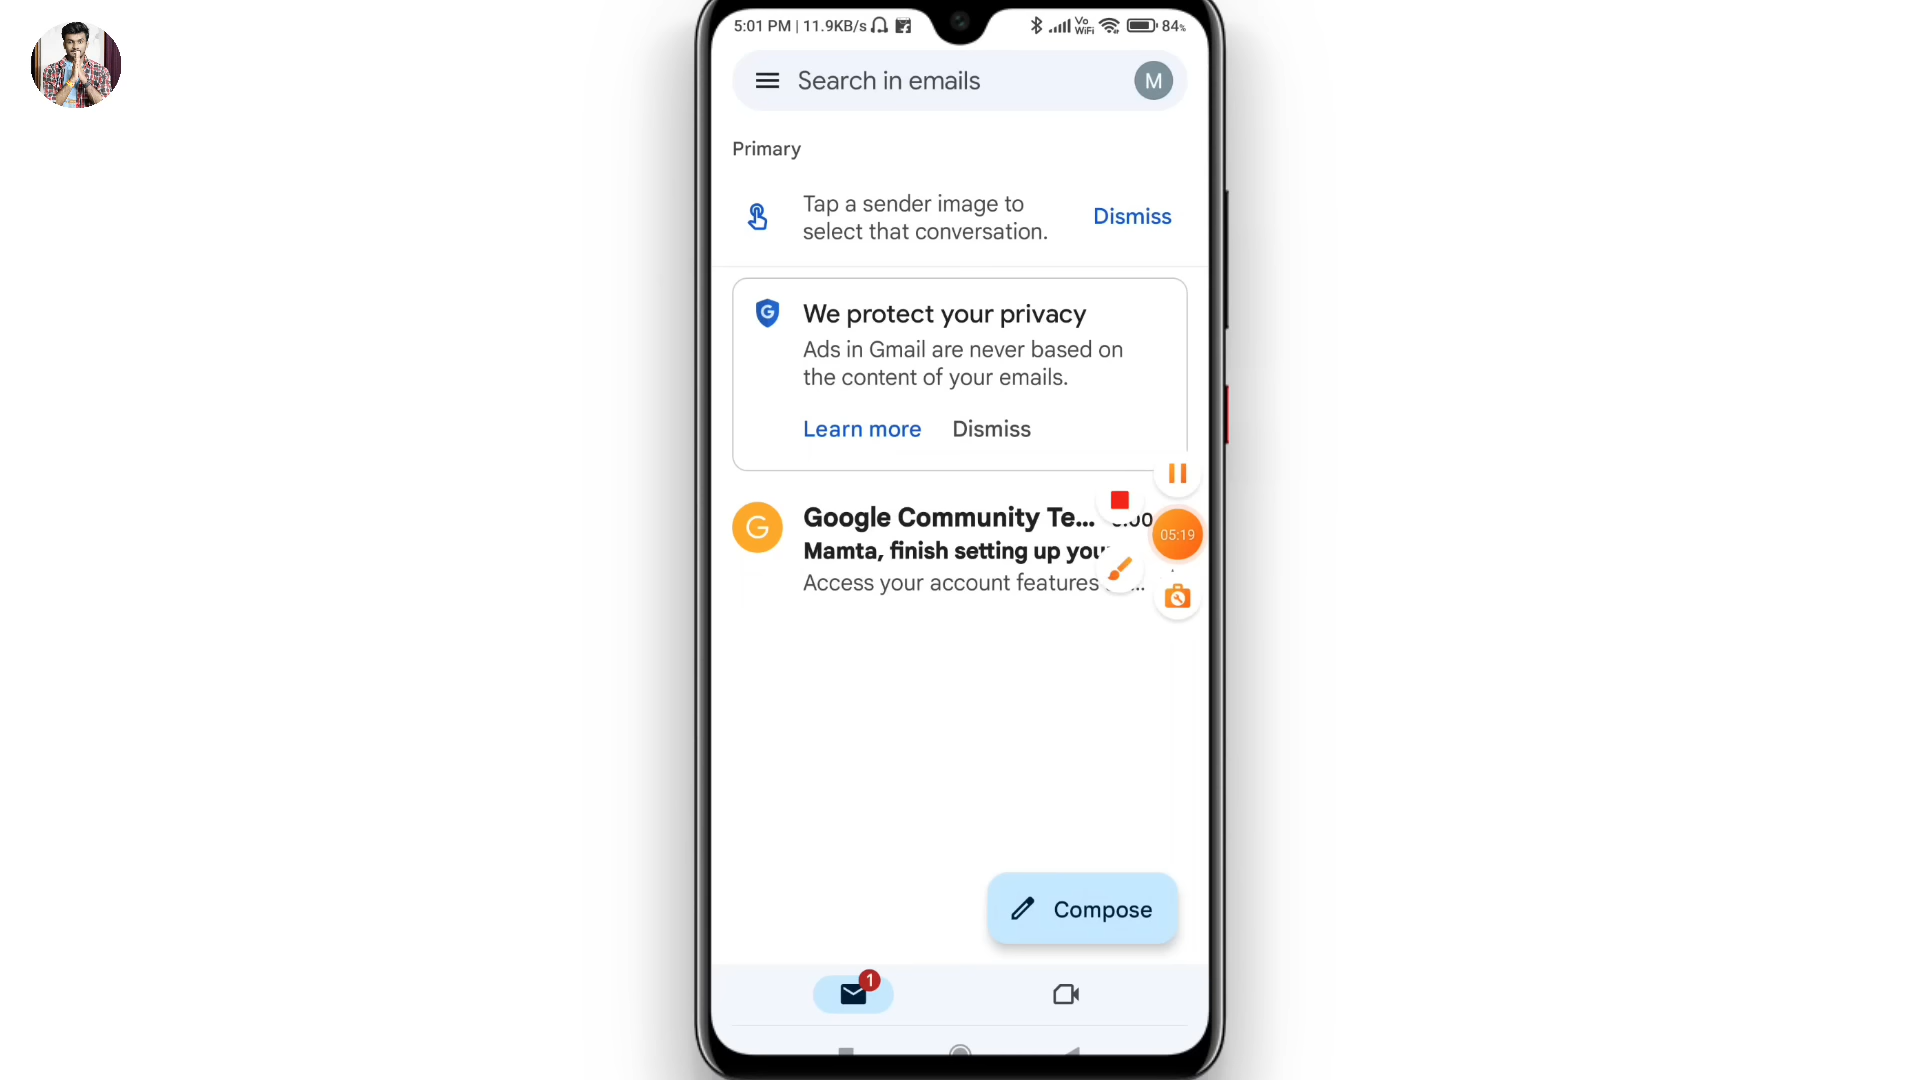 5:01 PM | 11.9KB/s
Vo
WiFi
84%
Search in emails
M
Primary
Tap a sender image to
select that conversation.
Dismiss
G
We protect your privacy
Ads in Gmail are never based on
the content of your emails.
Learn more
Dismiss
G
Google Community Te...
Mamta, finish setting up
Access your account features
05:19
Compose
1